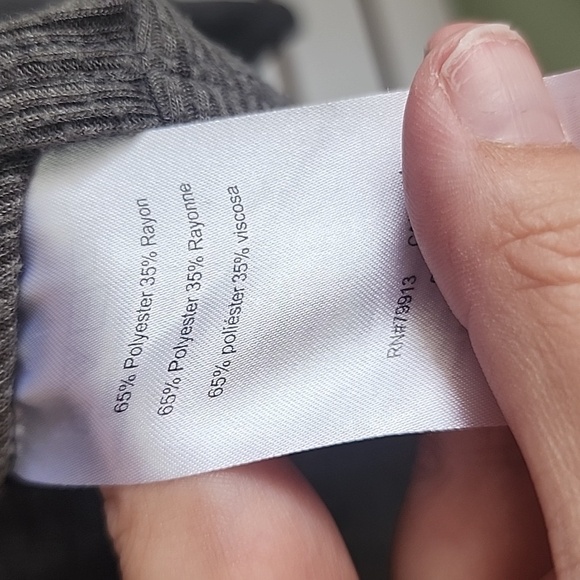 65% Polyester 35% Rayon
65% Polyester 35% Rayonne
65% poliéster 35% viscosa
RN#79913